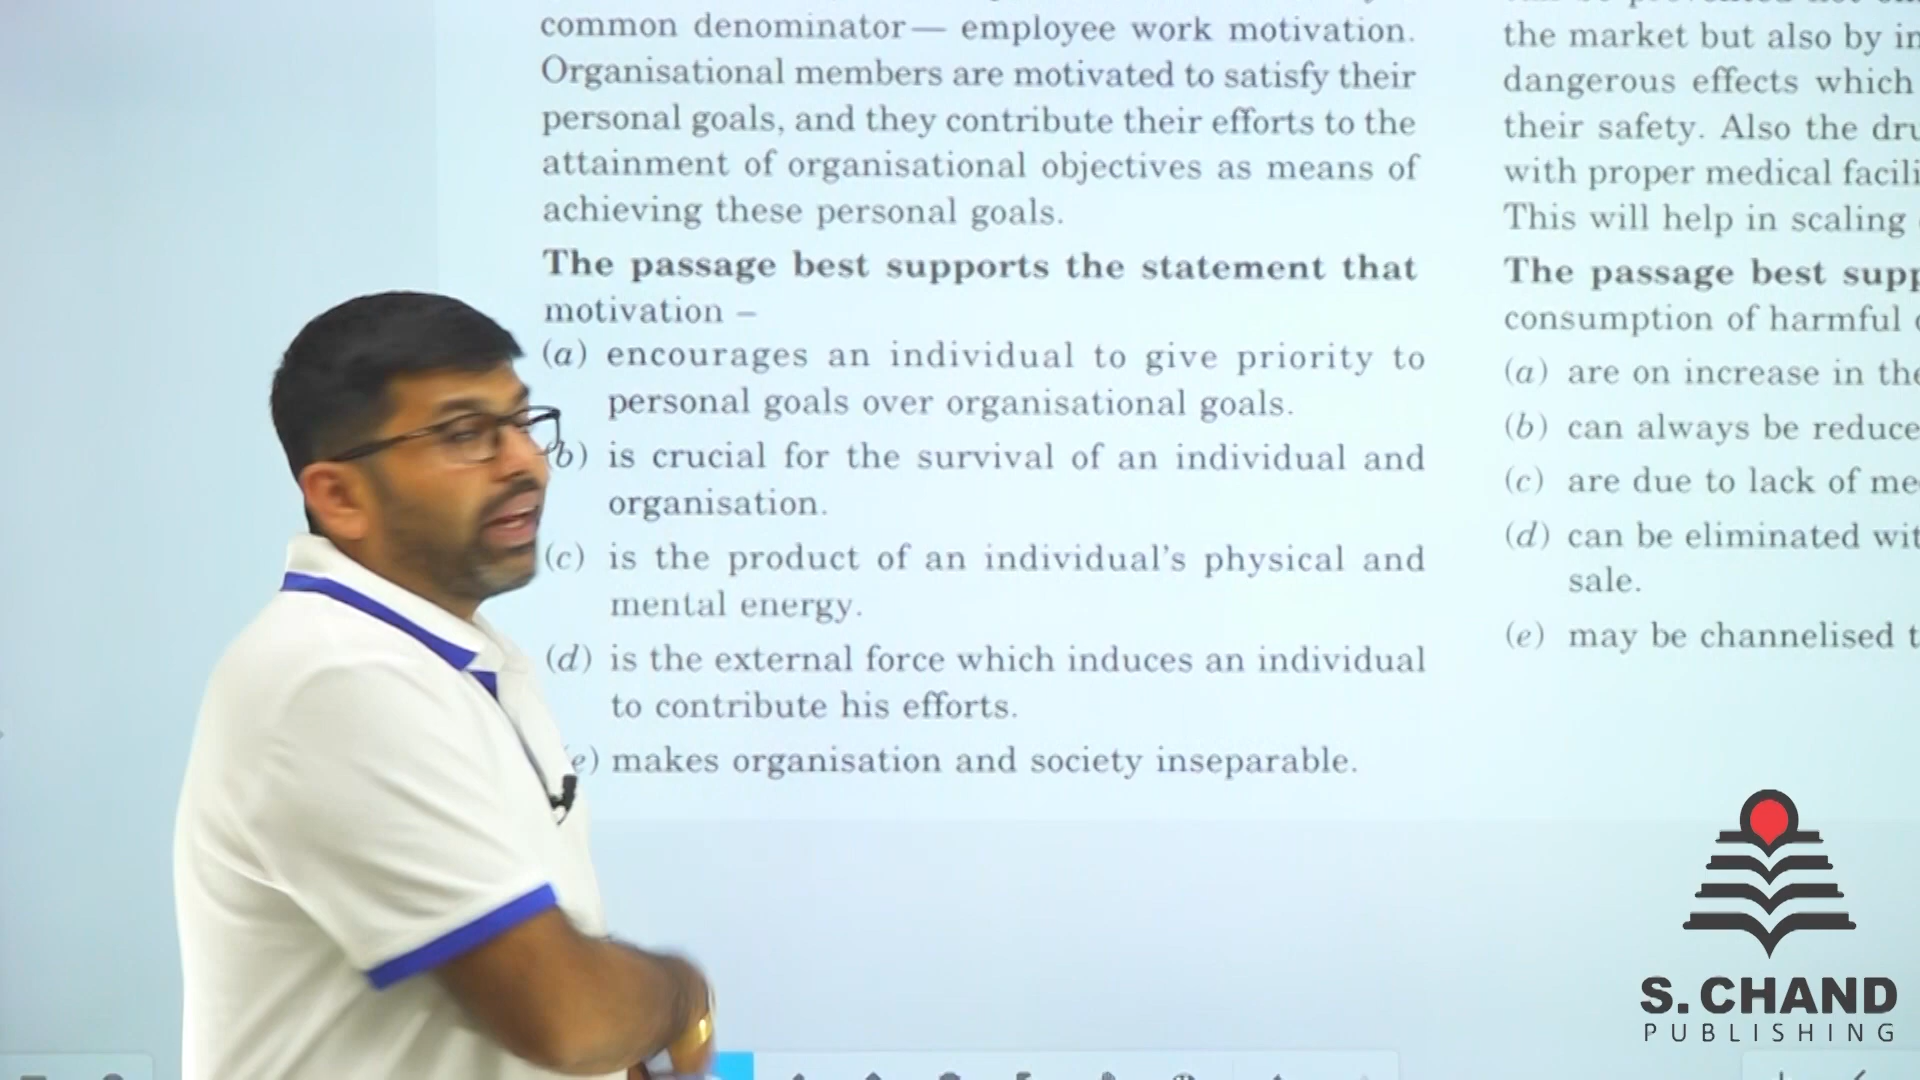 common denominator— employee work motivation.
Organisational members are motivated to satisfy their
personal goals, and they contribute their efforts to the
attainment of organisational objectives as means of
achieving these personal goals.
The passage best supports the statement that
motivation –
(a) encourages an individual to give priority to
personal goals over organisational goals.
(b) is crucial for the survival of an individual and
organisation.
(c) is the product of an individual's physical and
mental energy.
(d) is the external force which induces an individual
to contribute his efforts.
(e) makes organisation and society inseparable.
the market but also by in
dangerous effects which
their safety. Also the dru
with proper medical facili
This will help in scaling
The passage best supp
consumption of harmful
(a) are on increase in the
(b) can always be reduce
(c) are due to lack of me
(d) can be eliminated wit
sale.
(e) may be channelised t
S. CHAND
PUBLISHING